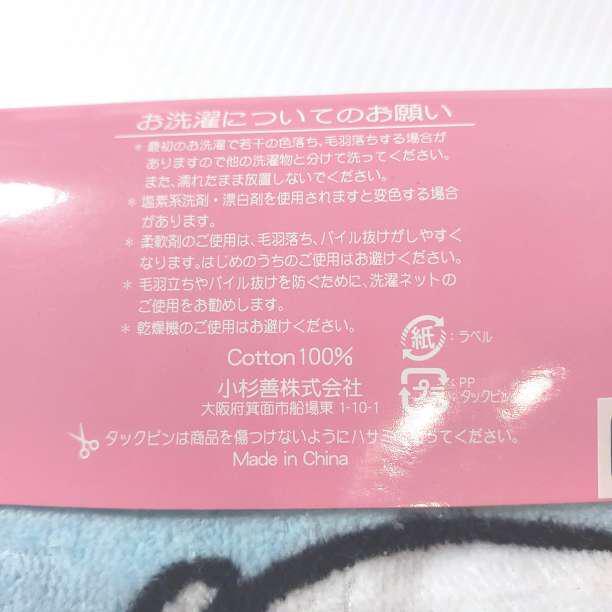 お洗濯についてのお願い
* 最初のお洗濯で若干の色落ち、毛羽落ちする場合が
ありますので他の洗濯物と分けて洗ってください。
また、濡れたまま放置しないでください。
* 塩素系洗剤・漂白剤を使用されますと変色する場合
があります。
* 柔軟剤のご使用は、毛羽落ち、パイル抜けがしやすく
なります。はじめのうちのご使用はお避けください。
* 毛羽立ちやパイル抜けを防ぐために、洗濯ネットの
ご使用をお勧めします。
* 乾燥機のご使用はお避けください。
Cotton100%
紙 : ラベル
小杉善株式会社
プラ : PP
タックピン
大阪府箕面市船場東 1-10-1
タックピンは商品を傷つけないようにハサミ ってください。
Made in China